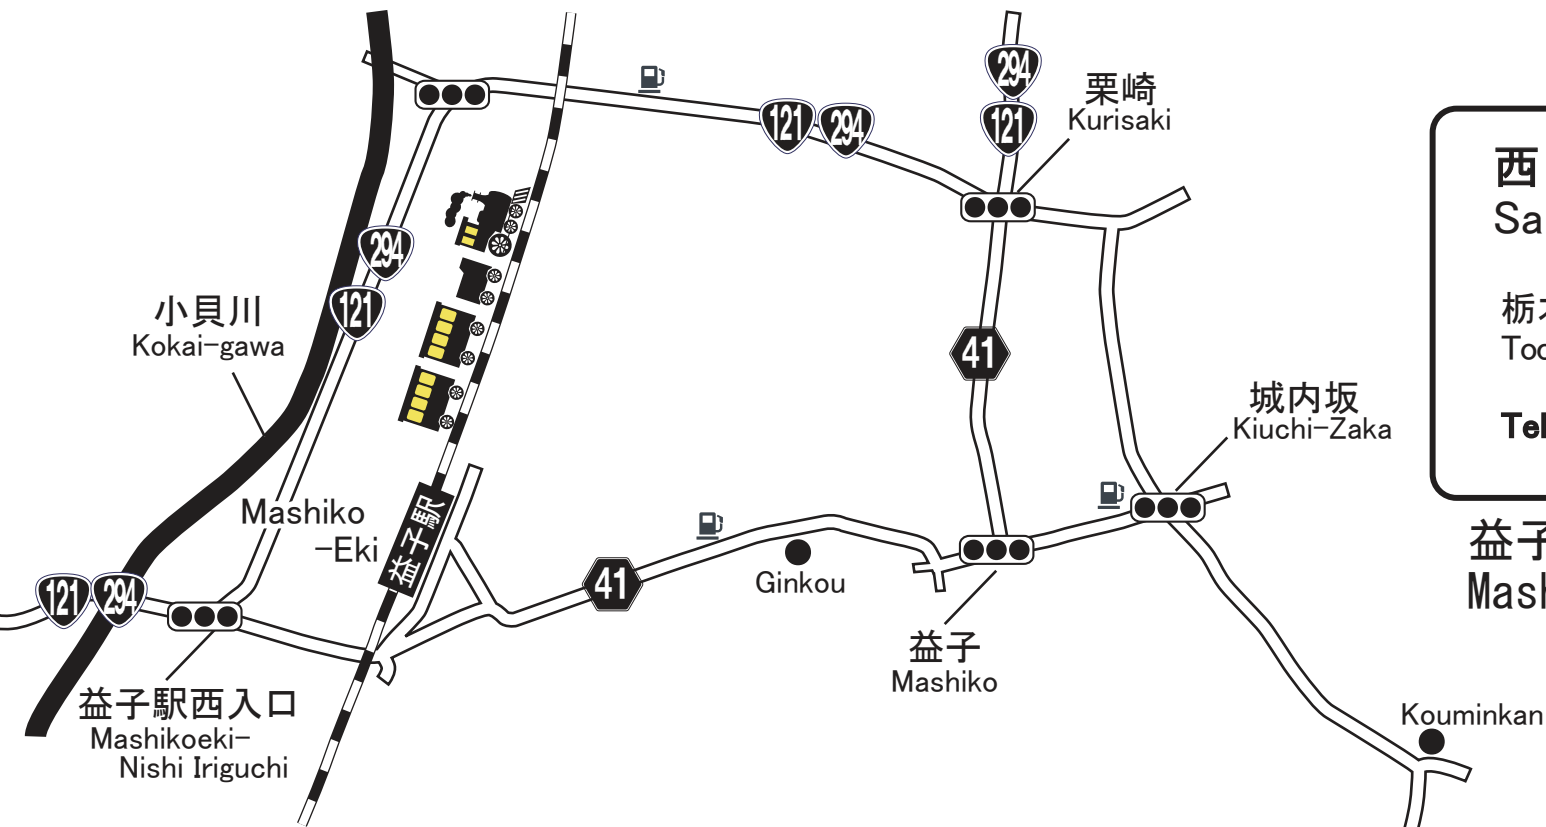 294
121
栗崎
Kurisaki
121
294
294
121
小貝川
Kokai-gawa
41
城内坂
Kiuchi-Zaka
Mashiko
-Eki
益子駅
121
294
41
Ginkou
益子
Mashiko
益子駅西入口
Mashikoeki-
Nishi Iriguchi
Kouminkan
西
Sa
栃
Toc
Tel
益子
Mash